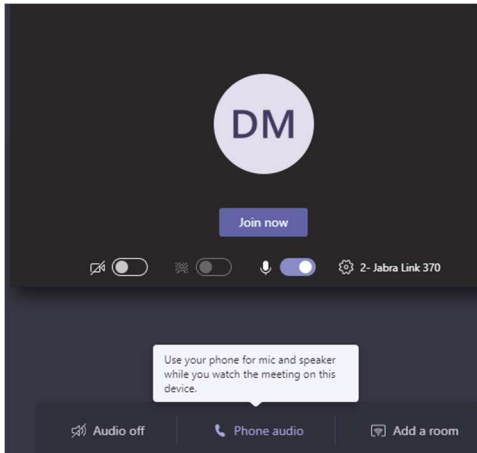 DM
Join now
2- Jabra Link 370
Use your phone for mic and speaker
while you watch the meeting on this
device.
Audio off
Phone audio
Add a room